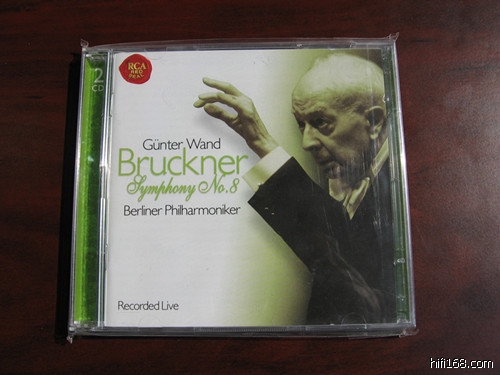 2
CD
RCA
RED
SEAL
Günter Wand
Bruckner
Symphony No.8
Berliner Philharmoniker
Recorded Live
hifi168.com